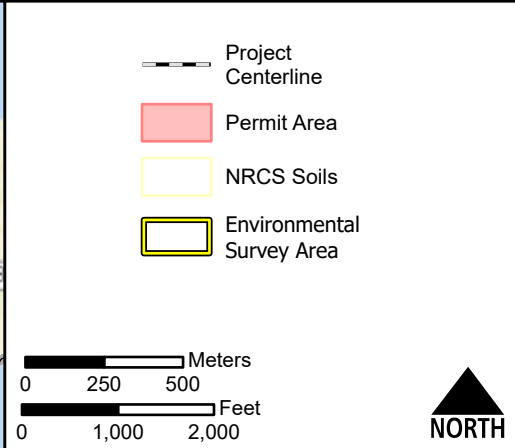 Project
Centerline
Permit Area
NRCS Soils
Environmental
Survey Area
Meters
0 250 500
Feet
0 1,000 2,000
NORTH